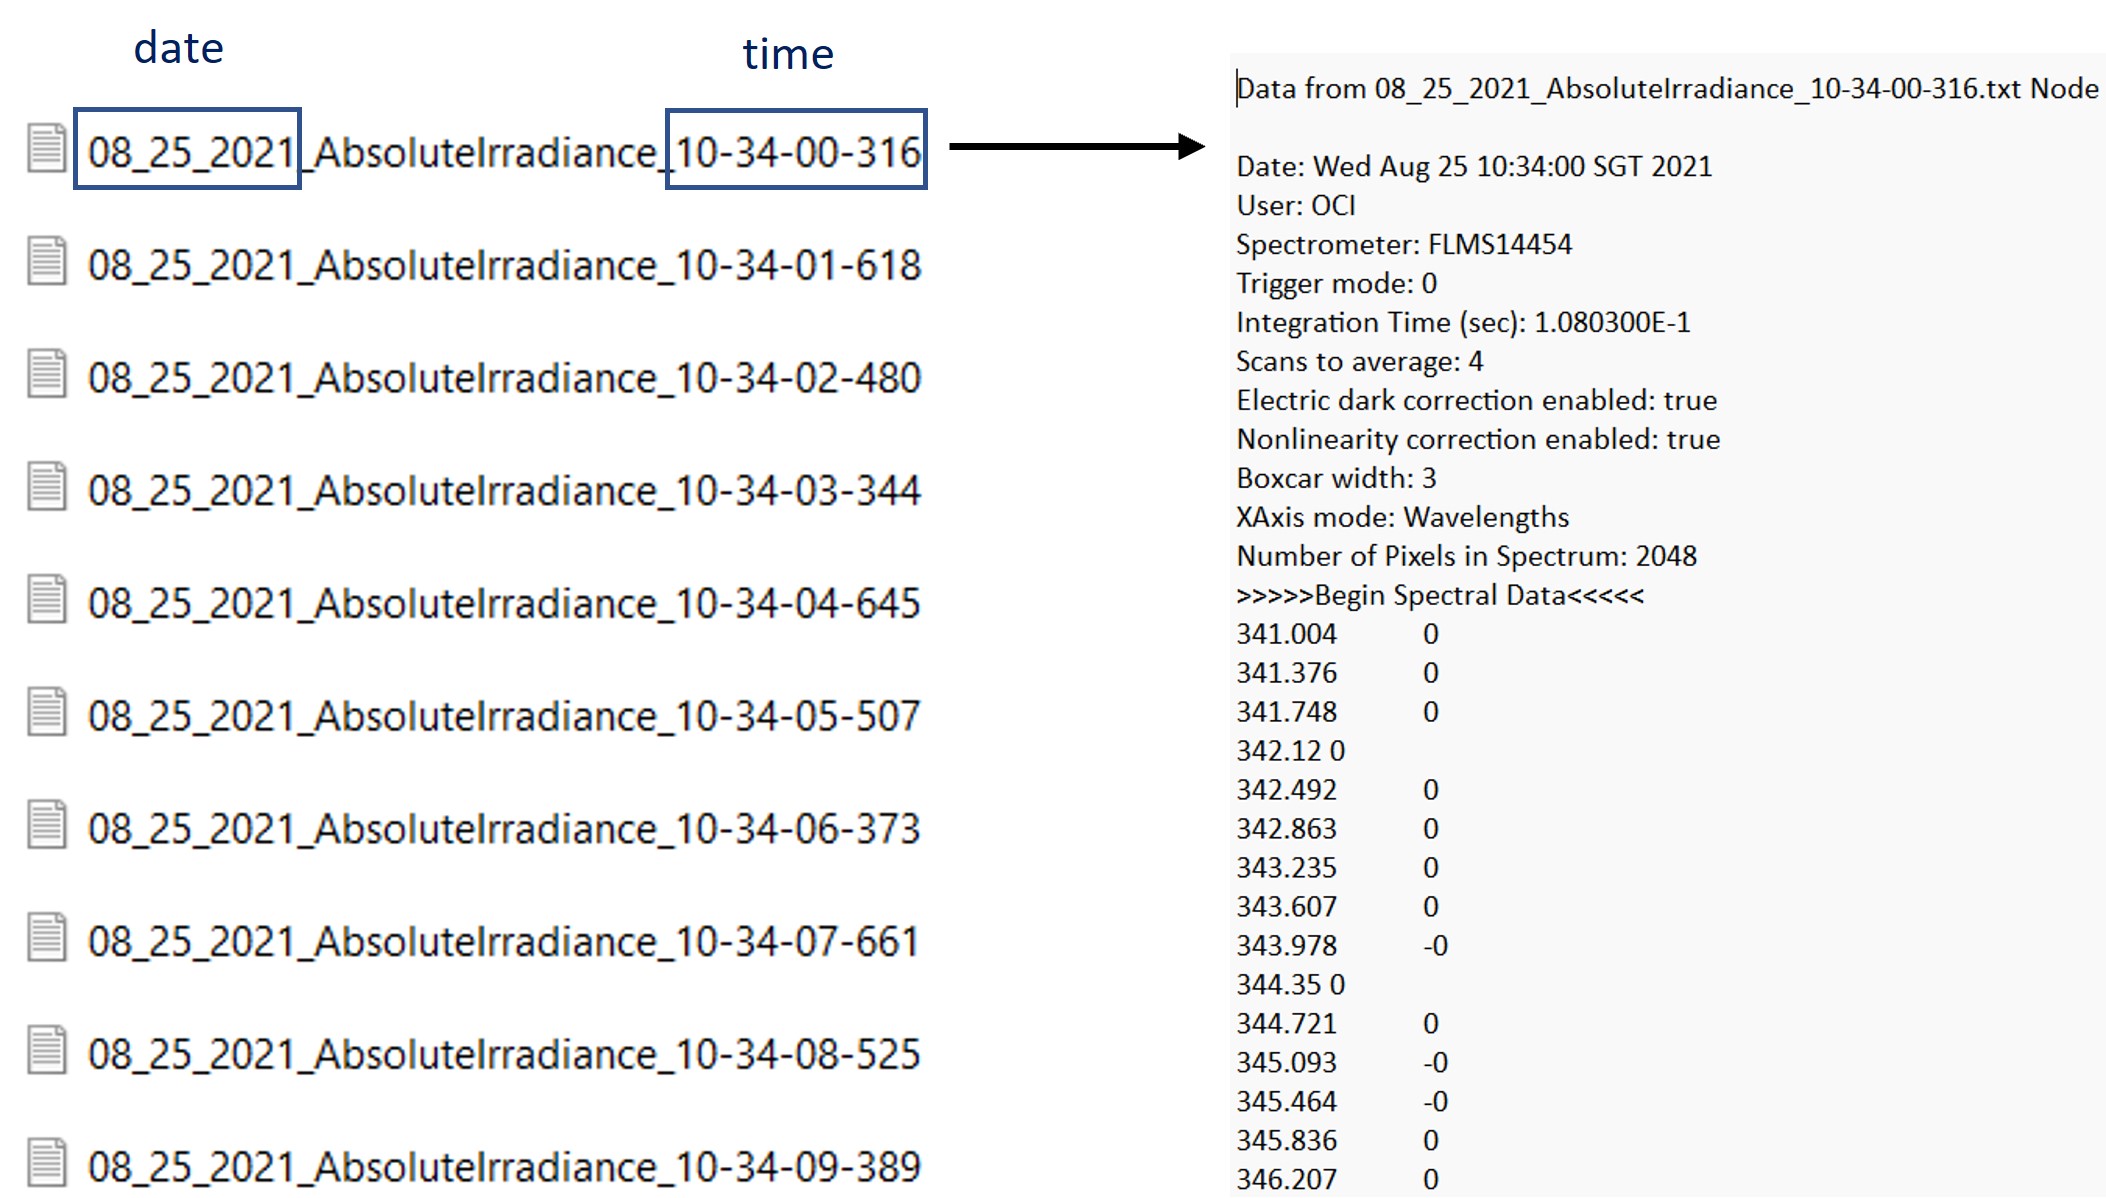 date
time
08_25_2021_AbsoluteIrradiance_10-34-00-316
08_25_2021_AbsoluteIrradiance_10-34-01-618
08_25_2021_AbsoluteIrradiance_10-34-02-480
08_25_2021_AbsoluteIrradiance_10-34-03-344
08_25_2021_AbsoluteIrradiance_10-34-04-645
08_25_2021_AbsoluteIrradiance_10-34-05-507
08_25_2021_AbsoluteIrradiance_10-34-06-373
08_25_2021_AbsoluteIrradiance_10-34-07-661
08_25_2021_AbsoluteIrradiance_10-34-08-525
08_25_2021_AbsoluteIrradiance_10-34-09-389
Data from 08_25_2021_AbsoluteIrradiance_10-34-00-316.txt Node
Date: Wed Aug 25 10:34:00 SGT 2021
User: OCI
Spectrometer: FLMS14454
Trigger mode: 0
Integration Time (sec): 1.080300E-1
Scans to average: 4
Electric dark correction enabled: true
Nonlinearity correction enabled: true
Boxcar width: 3
XAxis mode: Wavelengths
Number of Pixels in Spectrum: 2048
>>>>>Begin Spectral Data<<<<<
341.004 0
341.376 0
341.748 0
342.12 0
342.492 0
342.863 0
343.235 0
343.607 0
343.978 -0
344.35 0
344.721 0
345.093 -0
345.464 -0
345.836 0
346.207 0